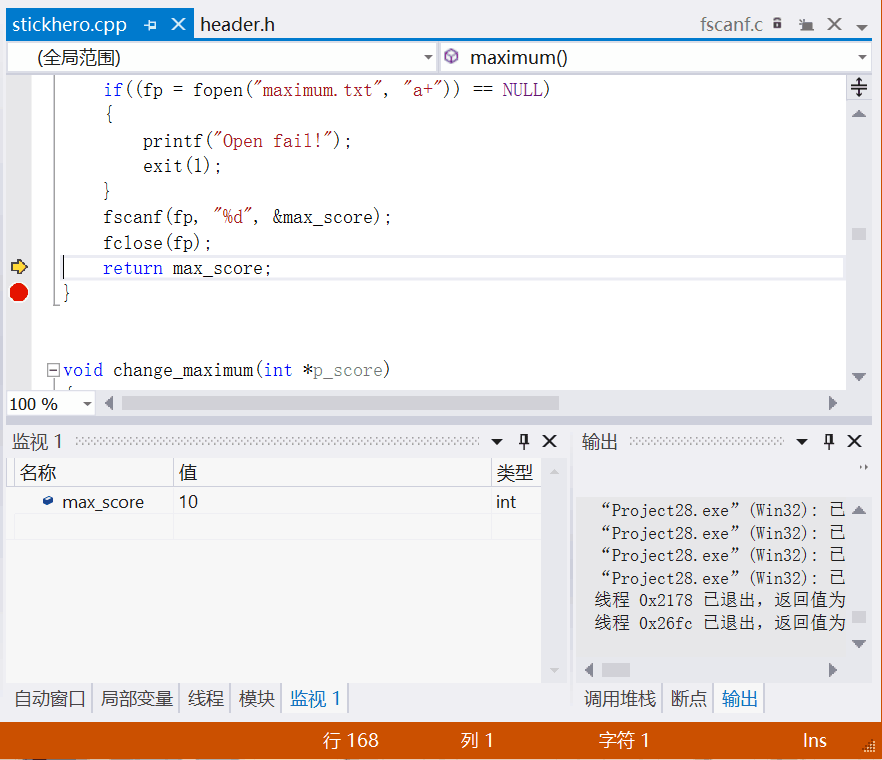 stickhero.cpp header.h fscanf.c
(全局范围) maximum()
if((fp = fopen("maximum.txt", "a+")) == NULL)
{
printf("Open fail!");
exit(1);
}
fscanf(fp, "%d", &max_score);
fclose(fp);
return max_score;
}
void change_maximum(int *p_score)
{
100 %
监视 1 输出
名称 值 类型
max_score 10 int
“Project28.exe”(Win32): 已
“Project28.exe”(Win32): 已
“Project28.exe”(Win32): 已
“Project28.exe”(Win32): 已
线程 0x2178 已退出，返回值为
线程 0x26fc 已退出，返回值为
自动窗口 局部变量 线程 模块 监视 1 调用堆栈 断点 输出
行 168 列 1 字符 1 Ins